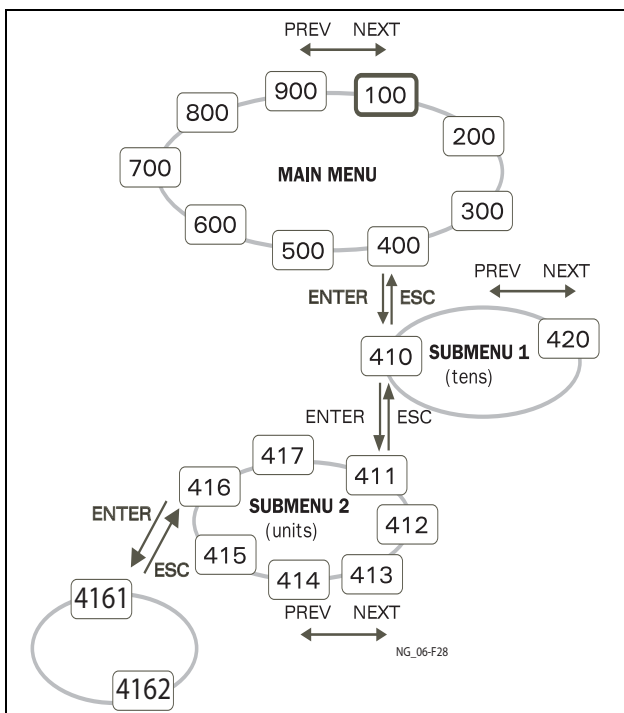 PREV NEXT
900 100
800 200
MAIN MENU
700
300
600 400
500
PREV NEXT
ENTER ESC
420
410 SUBMENU 1
(tens)
ENTER ESC
417
416 411
SUBMENU 2
ENTER 412
(units)
415
ESC 414 413
4161
PREV NEXT
NG_06-F28
4162